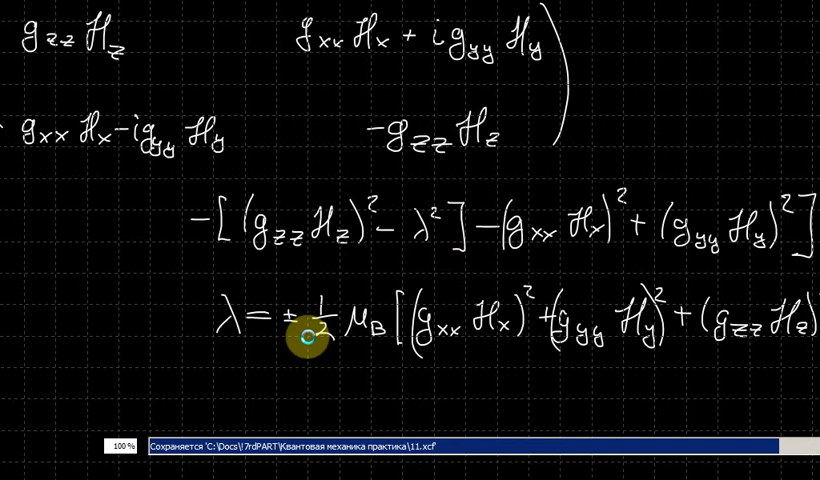 g_zz H_z g_xx H_x + i g_yy H_y )
g_xx H_x - i g_yy H_y -g_zz H_z
-[(g_zz H_z)² - λ²] - (g_xx H_x)² + (g_yy H_y)²]
λ = ± 1/2 μ_B [(g_xx H_x)² + (g_yy H_y)² + (g_zz H_z)
100 % Сохраняется 'C:\Docs\!7rdPART\Квантовая механика практика\11.xcf'